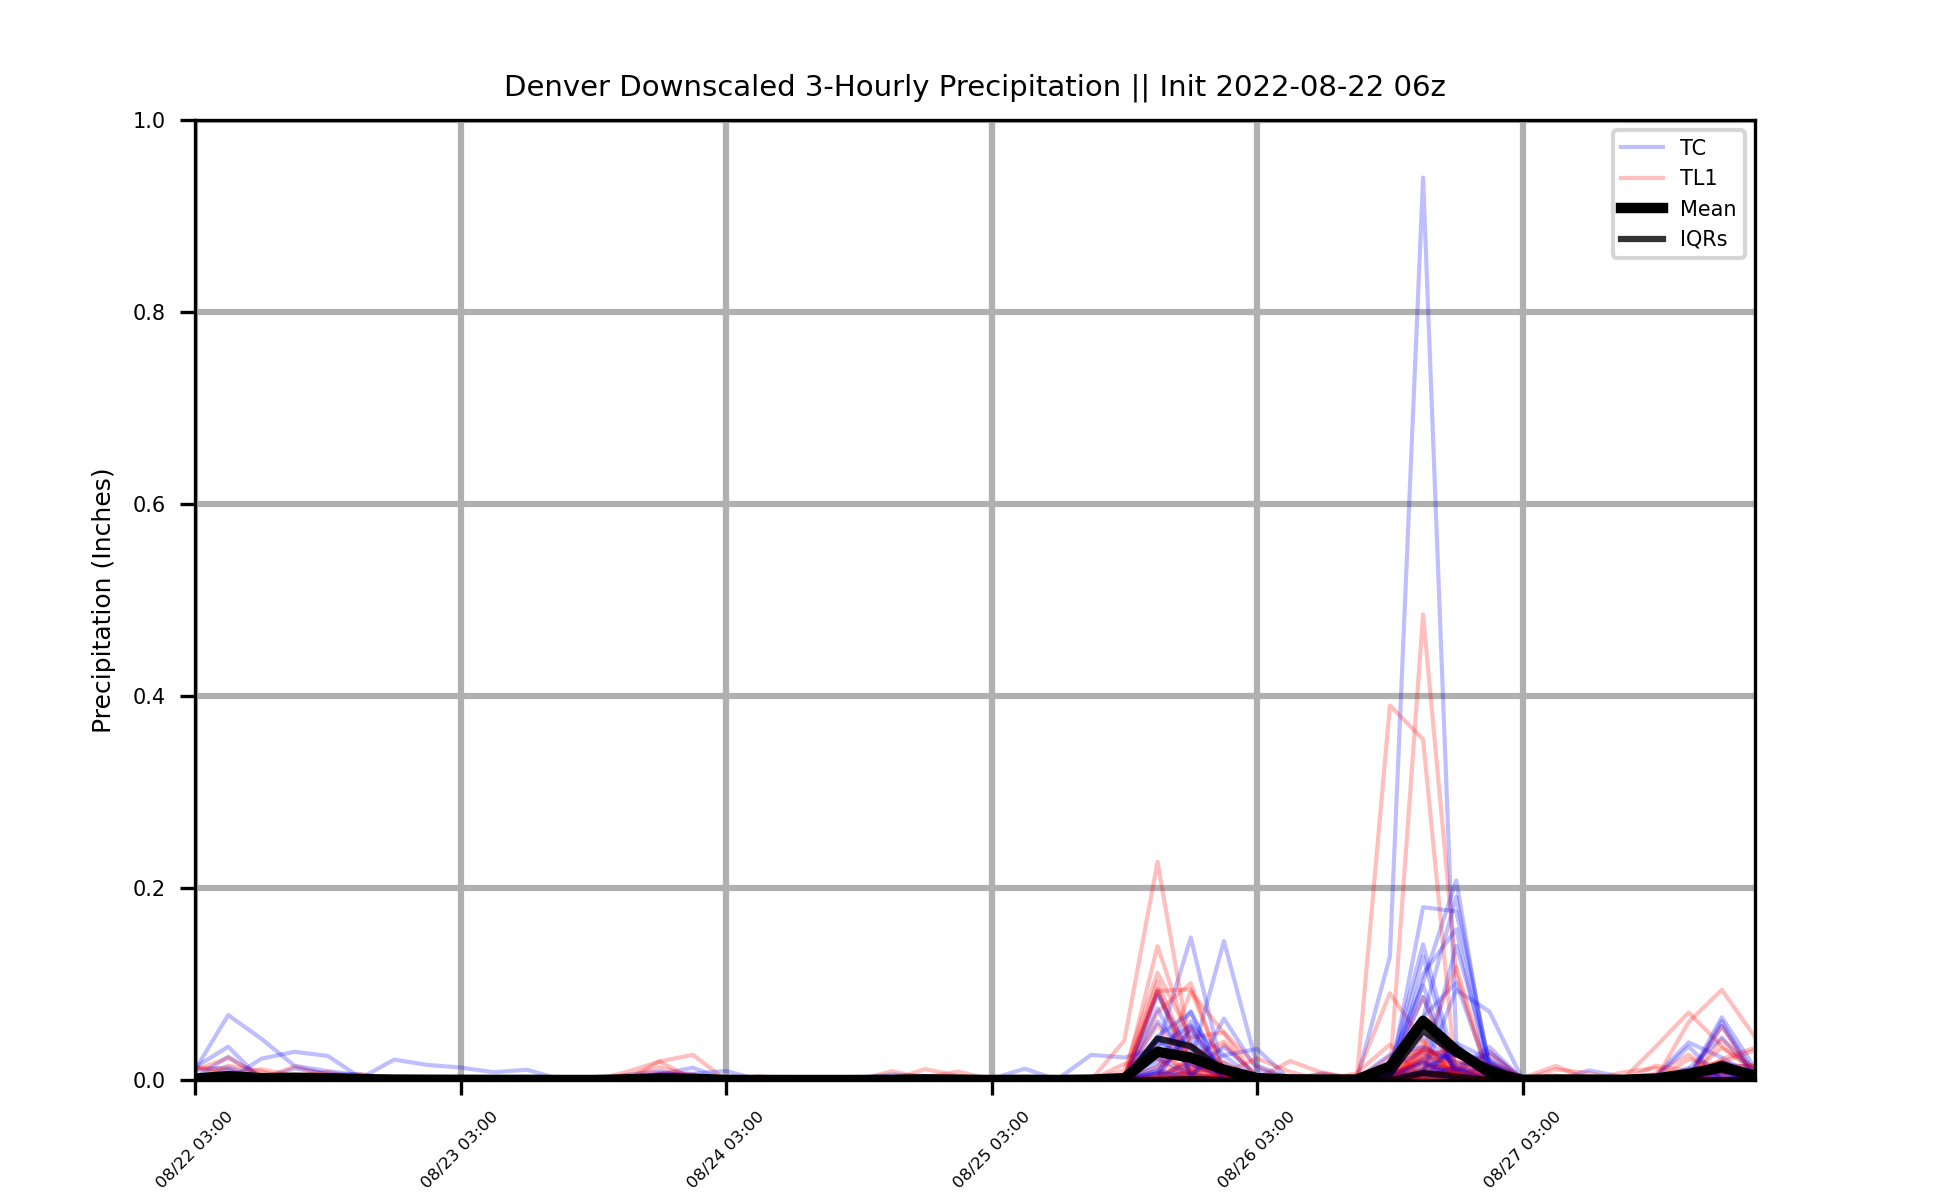 Denver Downscaled 3-Hourly Precipitation || Init 2022-08-22 06z
Precipitation (Inches)
1.0
0.8
0.6
0.4
0.2
0.0
TC
TL1
Mean
IQRs
08/22 03:00
08/23 03:00
08/24 03:00
08/25 03:00
08/26 03:00
08/27 03:00